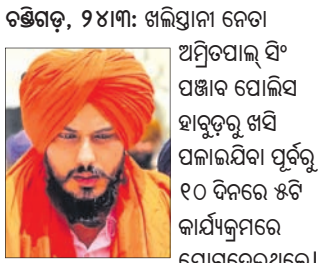 ଚଣ୍ଡିଗଡ଼, ୨୪।୩: ଖଲିସ୍ତାନୀ ନେତା
ଅମ୍ରିତପାଲ୍ ସିଂ
ପଞ୍ଜାବ ପୋଲିସ
ହାବୁଡ଼ରୁ ଖସି
ପଳାଇଯିବା ପୂର୍ବରୁ
୧୦ ଦିନରେ ୫ଟି
କାର୍ଯ୍ୟକ୍ରମରେ